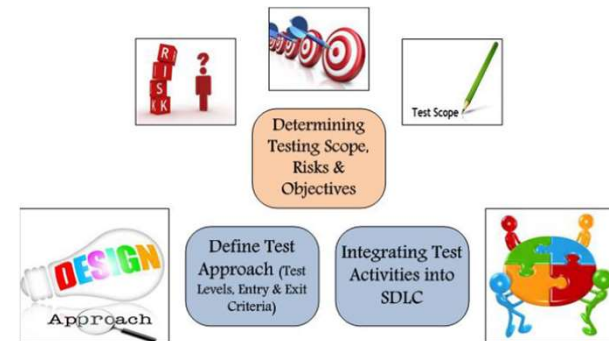 R
I
S
K K
?
Test Scope
Determining
Testing Scope,
Risks &
Objectives
DESIGN
Approach
Define Test
Approach (Test
Levels, Entry & Exit
Criteria)
Integrating Test
Activities into
SDLC